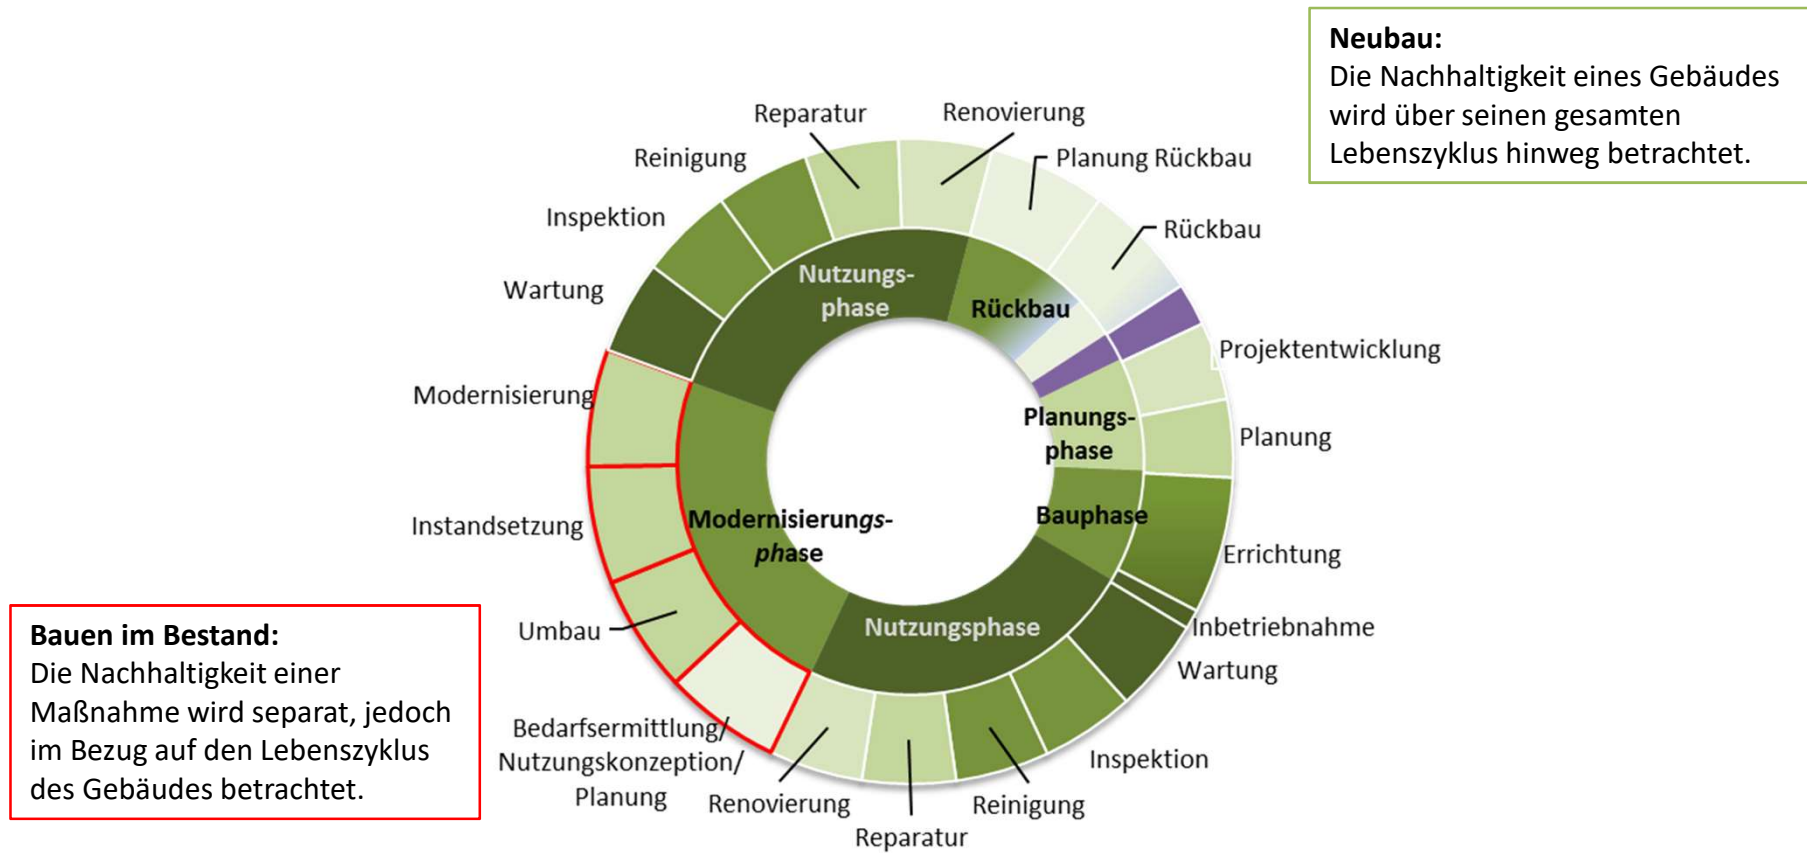 Neubau:
Die Nachhaltigkeit eines Gebäudes
wird über seinen gesamten
Lebenszyklus hinweg betrachtet.
Reparatur
Renovierung
Reinigung
Planung Rückbau
Inspektion
Rückbau
Wartung
Nutzungs-
phase
Rückbau
Projektentwicklung
Modernisierung
Planungs-
phase
Planung
Instandsetzung
Modernisierungs-
phase
Bauphase
Errichtung
Umbau
Nutzungsphase
Inbetriebnahme
Wartung
Bedarfsermittlung/
Nutzungskonzeption/
Planung
Renovierung
Reparatur
Reinigung
Inspektion
Bauen im Bestand:
Die Nachhaltigkeit einer
Maßnahme wird separat, jedoch
im Bezug auf den Lebenszyklus
des Gebäudes betrachtet.